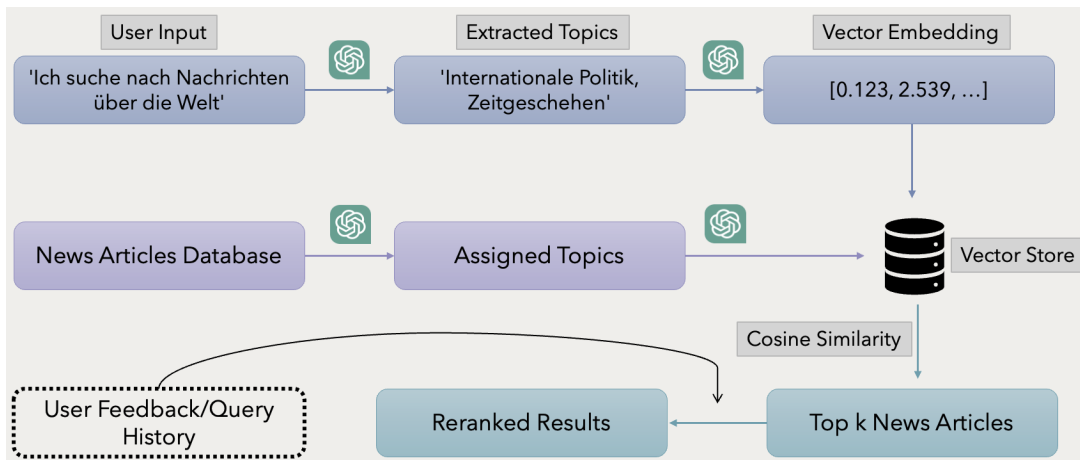 User Input
Extracted Topics
Vector Embedding
'Ich suche nach Nachrichten
über die Welt'
'Internationale Politik,
Zeitgeschehen'
[0.123, 2.539, ...]
News Articles Database
Assigned Topics
Vector Store
Cosine Similarity
User Feedback/Query
History
Reranked Results
Top k News Articles